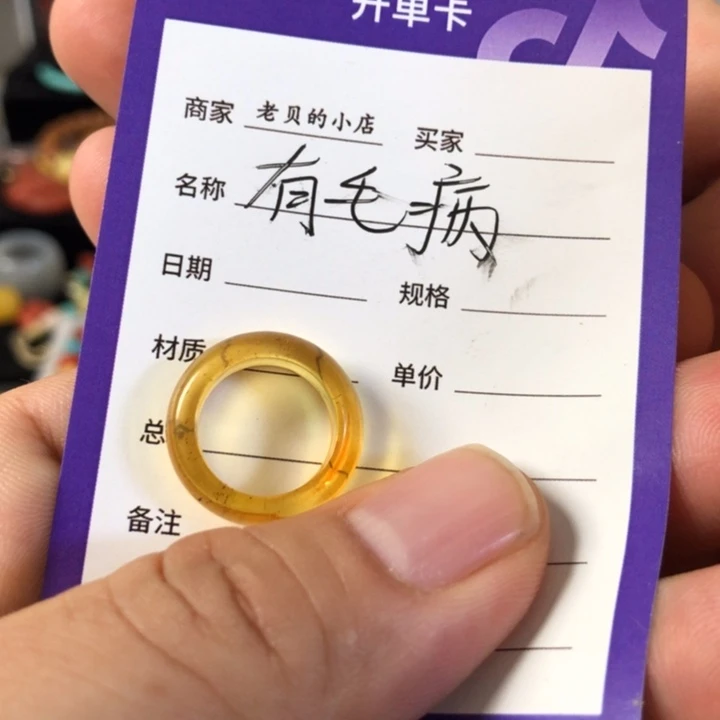 开单卡
商家 老贝的小店 买家
名称 有毛病
日期 规格
材质 单价
总
备注